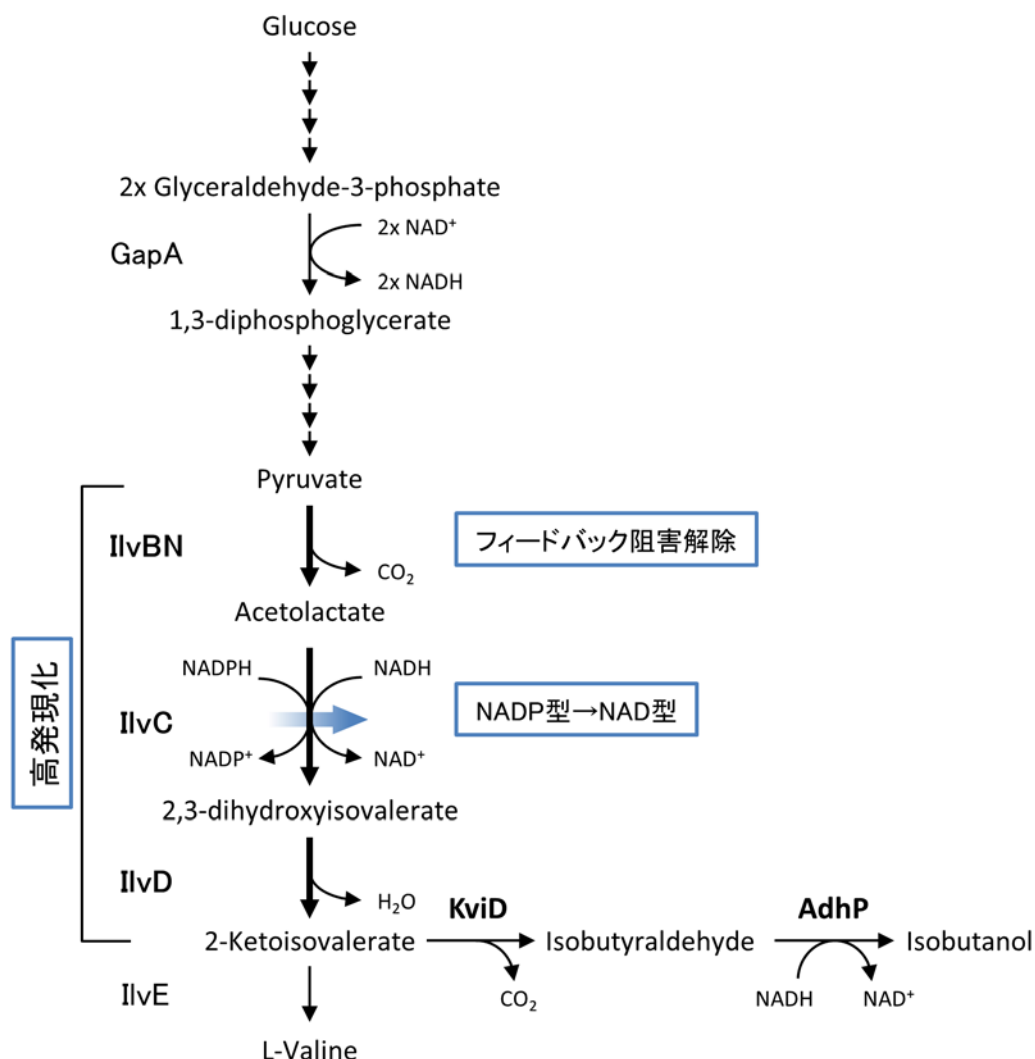 Glucose
2x Glyceraldehyde-3-phosphate
GapA
2x NAD⁺
2x NADH
1,3-diphosphoglycerate
Pyruvate
IlvBN
フィードバック阻害解除
CO₂
Acetolactate
高発現化
NADPH
NADH
IlvC
NADP型→NAD型
NADP⁺
NAD⁺
2,3-dihydroxyisovalerate
IlvD
H₂O
KviD
AdhP
2-Ketoisovalerate
Isobutyraldehyde
Isobutanol
IlvE
CO₂
NADH
NAD⁺
L-Valine